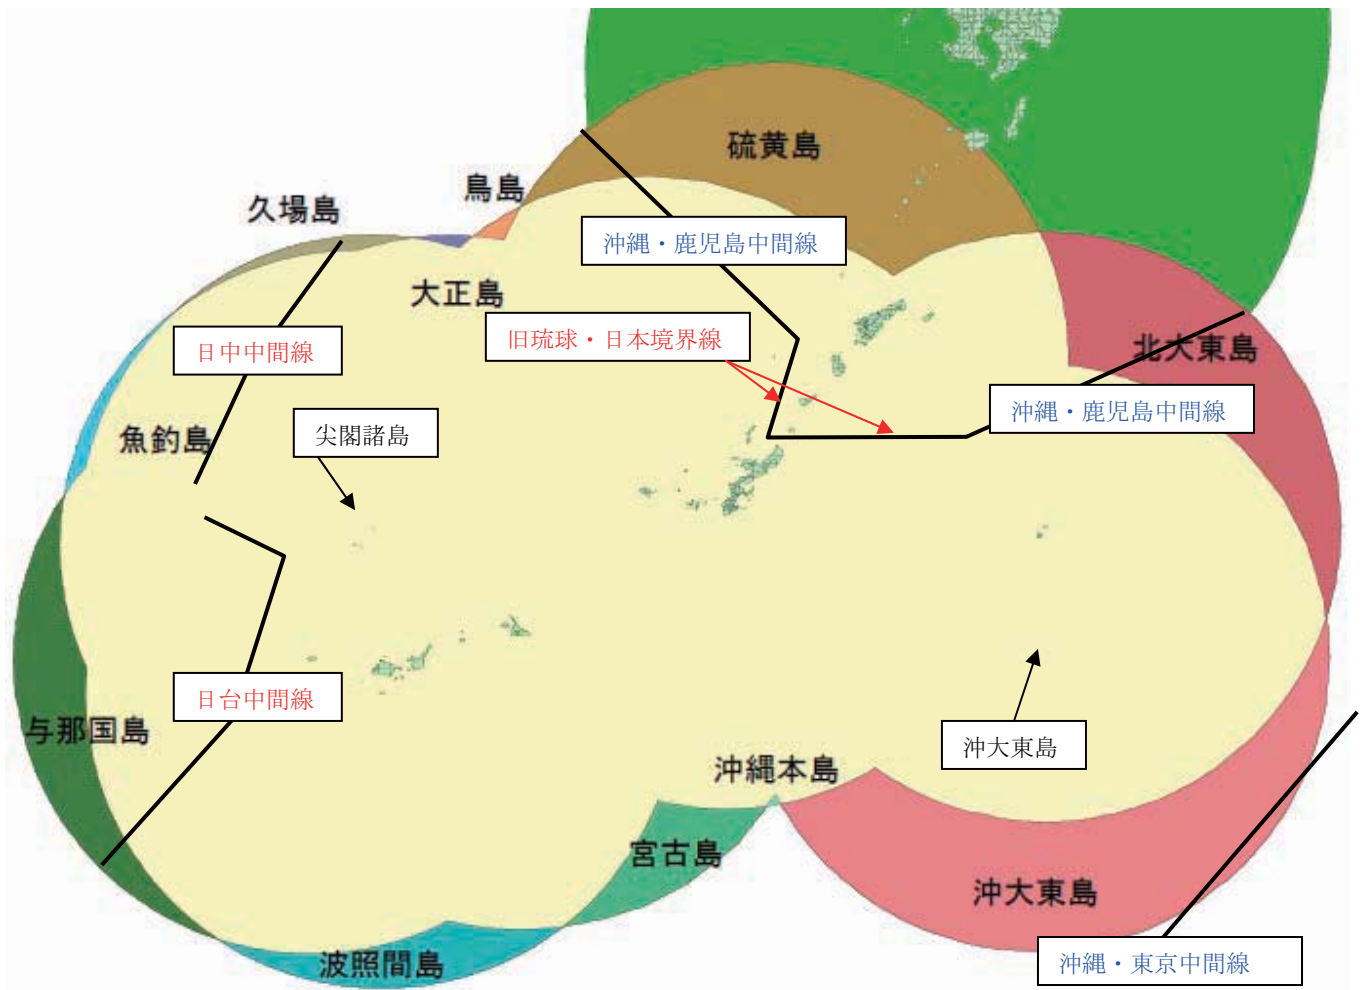 硫黄島
鳥島
久場島
沖縄・鹿児島中間線
大正島
旧琉球・日本境界線
日中中間線
北大東島
沖縄・鹿児島中間線
尖閣諸島
魚釣島
日台中間線
与那国島
沖大東島
沖縄本島
宮古島
沖大東島
波照間島
沖縄・東京中間線